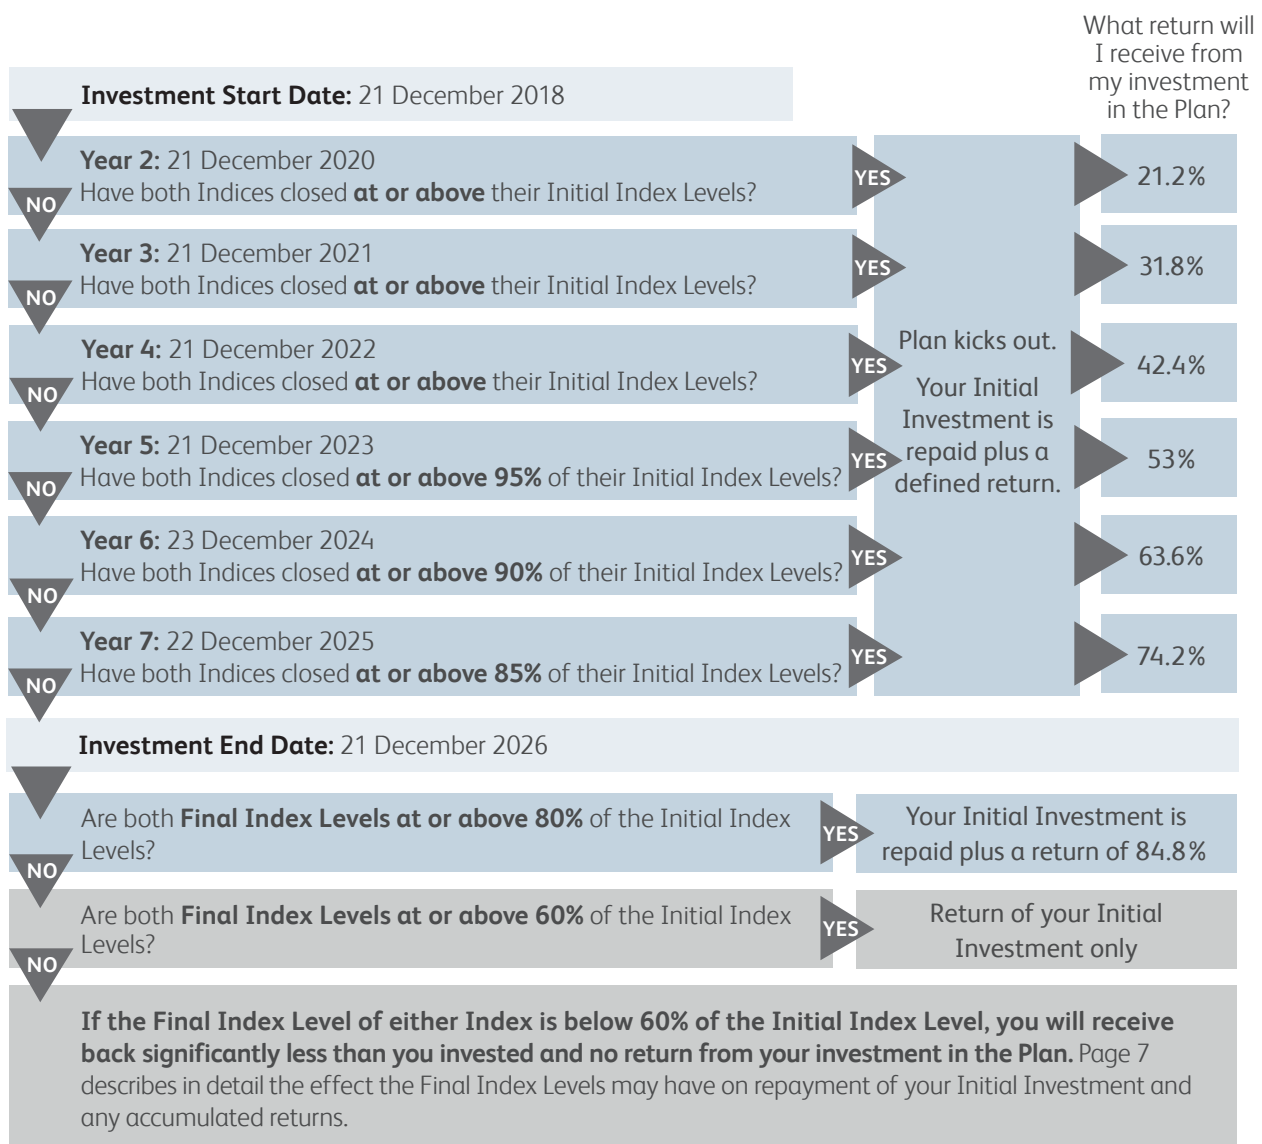 What return will
I receive from
my investment
in the Plan?
Investment Start Date: 21 December 2018
Year 2: 21 December 2020
Have both Indices closed at or above their Initial Index Levels?
YES
21.2%
NO
Year 3: 21 December 2021
Have both Indices closed at or above their Initial Index Levels?
YES
31.8%
NO
Year 4: 21 December 2022
Have both Indices closed at or above their Initial Index Levels?
YES
42.4%
NO
Year 5: 21 December 2023
Have both Indices closed at or above 95% of their Initial Index Levels?
YES
53%
NO
Year 6: 23 December 2024
Have both Indices closed at or above 90% of their Initial Index Levels?
YES
63.6%
NO
Year 7: 22 December 2025
Have both Indices closed at or above 85% of their Initial Index Levels?
YES
74.2%
NO
Plan kicks out.
Your Initial
Investment is
repaid plus a
defined return.
Investment End Date: 21 December 2026
Are both Final Index Levels at or above 80% of the Initial Index
Levels?
YES
Your Initial Investment is
repaid plus a return of 84.8%
NO
Are both Final Index Levels at or above 60% of the Initial Index
Levels?
YES
Return of your Initial
Investment only
NO
If the Final Index Level of either Index is below 60% of the Initial Index Level, you will receive
back significantly less than you invested and no return from your investment in the Plan. Page 7
describes in detail the effect the Final Index Levels may have on repayment of your Initial Investment and
any accumulated returns.